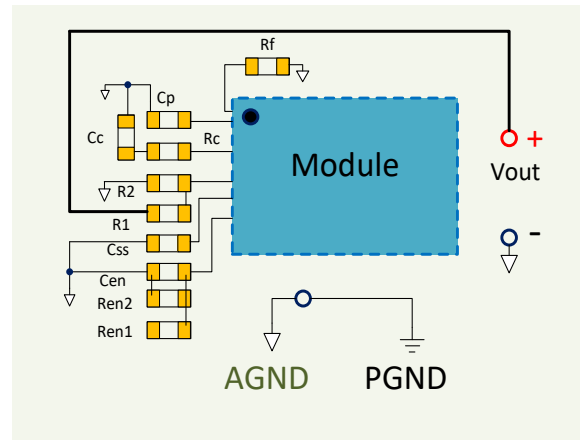 Rf
Cp
Cc
Rc
Module
+
Vout
R2
R1
-
Css
Cen
Ren2
Ren1
AGND
PGND